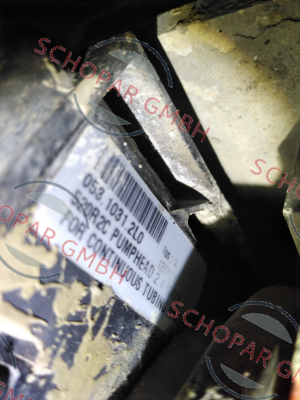 053.1031.2L0
520R2C PUMPHEAD
FOR CONTINUOUS TUBING
SCHOPAR GMBH
SCHOPAR GMBH
SCHOPAR GMBH
SCHOPAR GMBH